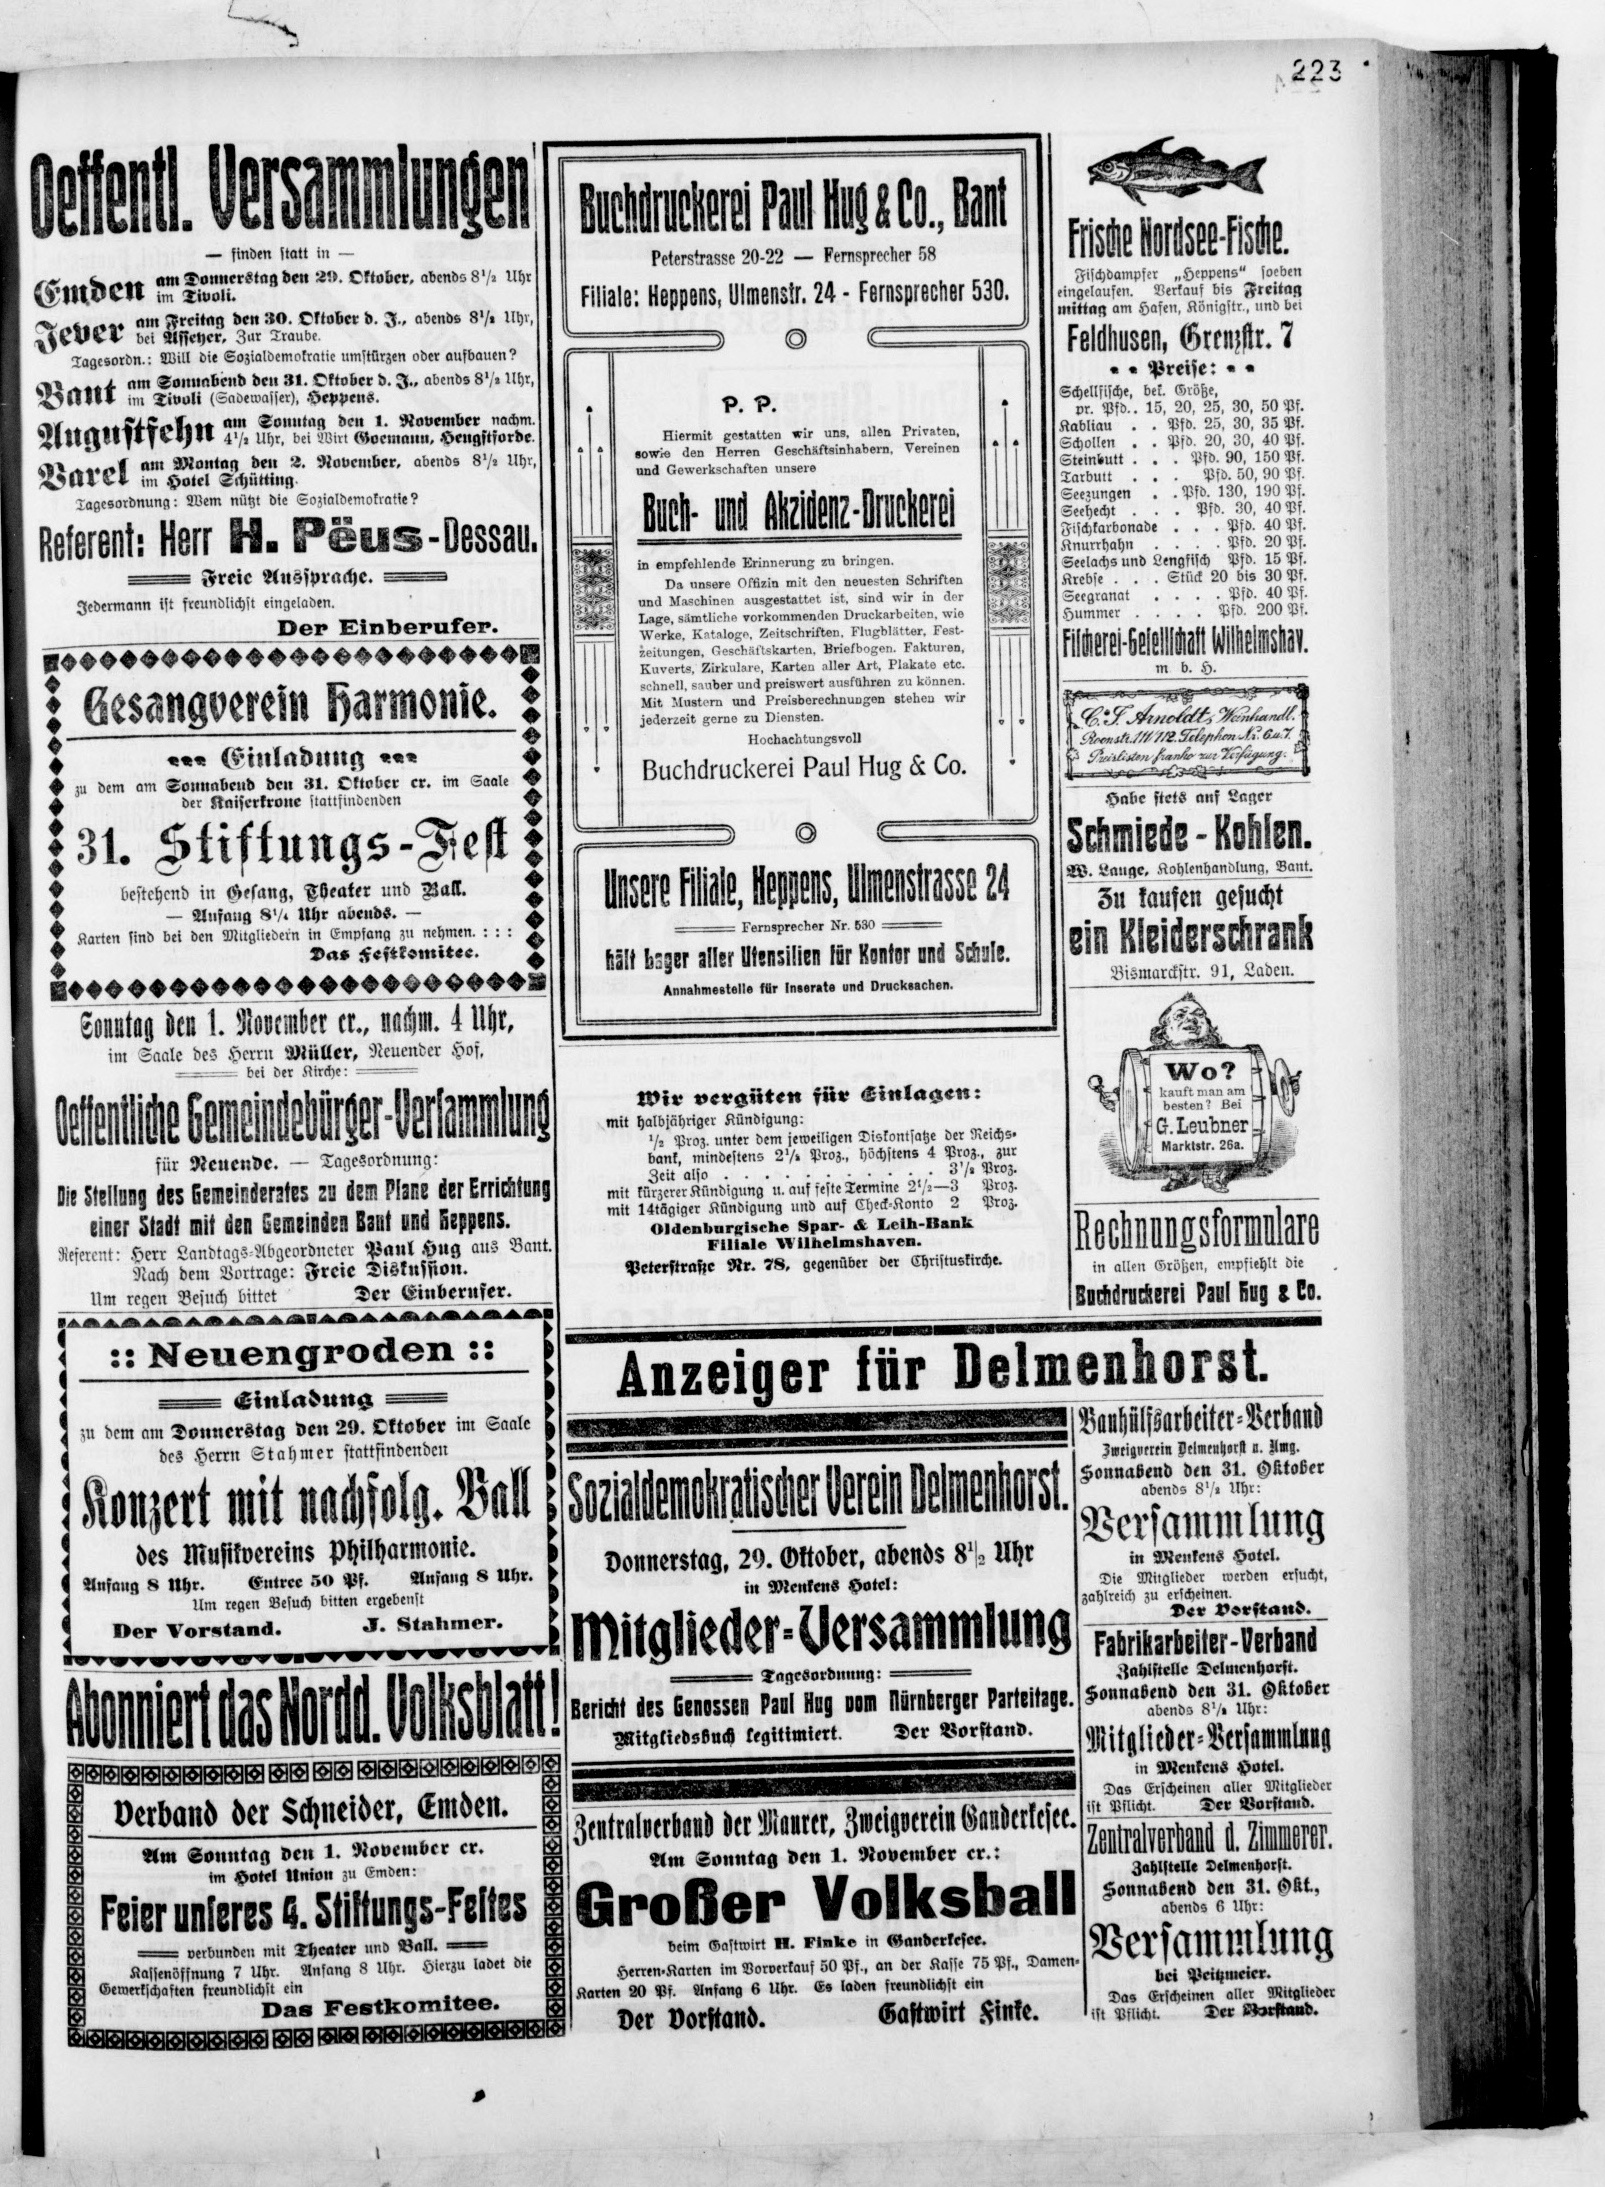 223
Oeffentl. Versammlungen
— finden statt in —
Emden am Donnerstag den 29. Oktober, abends 8½ Uhr
im Tivoli.
Jever am Freitag den 30. Oktober d. J., abends 8½ Uhr,
bei Asseyer, Zur Traube.
Tagesordn.: Will die Sozialdemokratie umstürzen oder aufbauen?
Bant am Sonnabend den 31. Oktober d. J., abends 8½ Uhr,
im Tivoli (Sadewasser), Heppens.
Augustfehn am Sonntag den 1. November nachm.
4½ Uhr, bei Wirt Goemann, Hengstforde.
Varel am Montag den 2. November, abends 8½ Uhr,
im Hotel Schütting.
Tagesordnung: Wem nützt die Sozialdemokratie?
Referent: Herr H. Pëus-Dessau.
Freie Aussprache.
Jedermann ist freundlichst eingeladen.
Der Einberufer.
Gesangverein Harmonie.
Einladung
zu dem am Sonnabend den 31. Oktober cr. im Saale
der Kaiserkrone stattfindenden
31. Stiftungs-Fest
bestehend in Gesang, Theater und Ball.
— Anfang 8¼ Uhr abends. —
Karten sind bei den Mitgliedern in Empfang zu nehmen. : : :
Das Festkomitee.
Sonntag den 1. November cr., nachm. 4 Uhr,
im Saale des Herrn Müller, Neuender Hof,
bei der Kirche:
Oeffentliche Gemeindebürger-Versammlung
für Neuende. — Tagesordnung:
Die Stellung des Gemeinderates zu dem Plane der Errichtung
einer Stadt mit den Gemeinden Bant und Heppens.
Referent: Herr Landtags-Abgeordneter Paul Hug aus Bant.
Nach dem Vortrage: Freie Diskussion.
Um regen Besuch bittet Der Einberufer.
:: Neuengroden ::
Einladung
zu dem am Donnerstag den 29. Oktober im Saale
des Herrn Stahmer stattfindenden
Konzert mit nachfolg. Ball
des Musikvereins Philharmonie.
Anfang 8 Uhr. Entree 50 Pf. Anfang 8 Uhr.
Um regen Besuch bitten ergebenst
Der Vorstand. J. Stahmer.
Abonniert das Nordd. Volksblatt!
Verband der Schneider, Emden.
Am Sonntag den 1. November cr.
im Hotel Union zu Emden:
Feier unseres 4. Stiftungs-Festes
verbunden mit Theater und Ball.
Kassenöffnung 7 Uhr. Anfang 8 Uhr. Hierzu ladet die
Gewerkschaften freundlichst ein
Das Festkomitee.
Buchdruckerei Paul Hug & Co., Bant
Peterstrasse 20-22 — Fernsprecher 58
Filiale: Heppens, Ulmenstr. 24 - Fernsprecher 530.
P. P.
Hiermit gestatten wir uns, allen Privaten,
sowie den Herren Geschäftsinhabern, Vereinen
und Gewerkschaften unsere
Buch- und Akzidenz-Druckerei
in empfehlende Erinnerung zu bringen.
Da unsere Offizin mit den neuesten Schriften
und Maschinen ausgestattet ist, sind wir in der
Lage, sämtliche vorkommenden Druckarbeiten, wie
Werke, Kataloge, Zeitschriften, Flugblätter, Fest-
zeitungen, Geschäftskarten, Briefbogen. Fakturen,
Kuverts, Zirkulare, Karten aller Art, Plakate etc.
schnell, sauber und preiswert ausführen zu können.
Mit Mustern und Preisberechnungen stehen wir
jederzeit gerne zu Diensten.
Hochachtungsvoll
Buchdruckerei Paul Hug & Co.
Unsere Filiale, Heppens, Ulmenstrasse 24
Fernsprecher Nr. 530
hält Lager aller Utensilien für Kontor und Schule.
Annahmestelle für Inserate und Drucksachen.
Wir vergüten für Einlagen:
mit halbjähriger Kündigung:
½ Proz. unter dem jeweiligen Diskontsatze der Reichs-
bank, mindestens 2½ Proz., höchstens 4 Proz., zur
Zeit also . . . . . . . . . . . 3½ Proz.
mit kürzerer Kündigung u. auf feste Termine 2½—3 Proz.
mit 14tägiger Kündigung und auf Check-Konto 2 Proz.
Oldenburgische Spar- & Leih-Bank
Filiale Wilhelmshaven.
Peterstraße Nr. 78, gegenüber der Christuskirche.
Frische Nordsee-Fische.
Fischdampfer „Heppens“ soeben
eingelaufen. Verkauf bis Freitag
mittag am Hafen, Königstr., und bei
Feldhusen, Grenzstr. 7
Preise:
Schellfische, bek. Größe,
pr. Pfd.. 15, 20, 25, 30, 50 Pf.
Kabliau . . Pfd. 25, 30, 35 Pf.
Schollen . . Pfd. 20, 30, 40 Pf.
Steinbutt . . . Pfd. 90, 150 Pf.
Tarbutt . . . Pfd. 50, 90 Pf.
Seezungen . . Pfd. 130, 190 Pf.
Seehecht . . . Pfd. 30, 40 Pf.
Fischkarbonade . . . Pfd. 40 Pf.
Knurrhahn . . . . Pfd. 20 Pf.
Seelachs und Lengfisch Pfd. 15 Pf.
Krebse . . . Stück 20 bis 30 Pf.
Seegranat . . . . Pfd. 40 Pf.
Hummer . . . . Pfd. 200 Pf.
Fischerei-Gesellschaft Wilhelmshav.
m. b. H.
C. J. Arnoldt, Weinhandl.
Roonstr. 111/112. Telephon Nr. 6 u. 7.
Preislisten franko zur Verfügung.
Habe stets auf Lager
Schmiede-Kohlen.
W. Lange, Kohlenhandlung, Bant.
Zu kaufen gesucht
ein Kleiderschrank
Bismarckstr. 91, Laden.
Wo?
kauft man am
besten? Bei
G. Leubner
Marktstr. 26a.
Rechnungsformulare
in allen Größen, empfiehlt die
Buchdruckerei Paul Hug & Co.
Anzeiger für Delmenhorst.
Sozialdemokratischer Verein Delmenhorst.
Donnerstag, 29. Oktober, abends 8½ Uhr
in Menkens Hotel:
Mitglieder-Versammlung
Tagesordnung:
Bericht des Genossen Paul Hug vom Nürnberger Parteitage.
Mitgliedsbuch legitimiert. Der Vorstand.
Zentralverband der Maurer, Zweigverein Ganderkesee.
Am Sonntag den 1. November cr.:
Großer Volksball
beim Gastwirt H. Finke in Ganderkesee.
Herren-Karten im Vorverkauf 50 Pf., an der Kasse 75 Pf., Damen-
Karten 20 Pf. Anfang 6 Uhr. Es laden freundlichst ein
Der Vorstand. Gastwirt Finke.
Bauhülfsarbeiter-Verband
Zweigverein Delmenhorst u. Umg.
Sonnabend den 31. Oktober
abends 8½ Uhr:
Versammlung
in Menkens Hotel.
Die Mitglieder werden ersucht,
zahlreich zu erscheinen.
Der Vorstand.
Fabrikarbeiter-Verband
Zahlstelle Delmenhorst.
Sonnabend den 31. Oktober
abends 8½ Uhr:
Mitglieder-Versammlung
in Menkens Hotel.
Das Erscheinen aller Mitglieder
ist Pflicht. Der Vorstand.
Zentralverband d. Zimmerer.
Zahlstelle Delmenhorst.
Sonnabend den 31. Okt.,
abends 6 Uhr:
Versammlung
bei Peitzmeier.
Das Erscheinen aller Mitglieder
ist Pflicht. Der Vorstand.